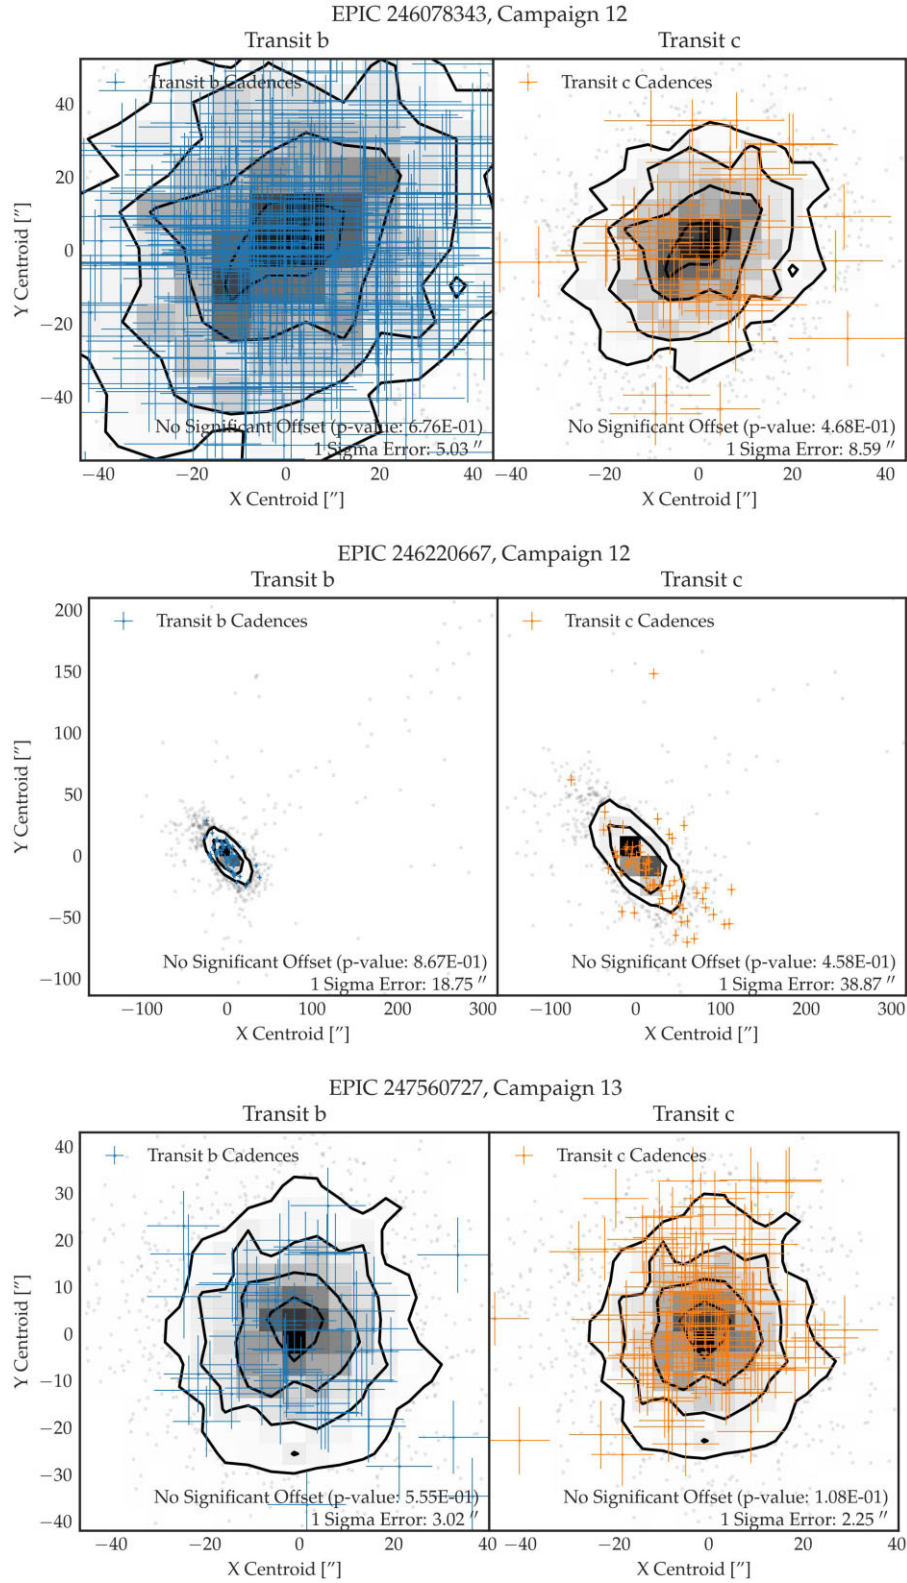 EPIC 246078343, Campaign 12
Transit b Transit c
Transit b Cadences Transit c Cadences
40
20
0
−20
−40
Y Centroid [″]
No Significant Offset (p-value: 6.76E-01) No Significant Offset (p-value: 4.68E-01)
1 Sigma Error: 5.03 ″ 1 Sigma Error: 8.59 ″
−40 −20 0 20 40 −20 0 20 40
X Centroid [″] X Centroid [″]
EPIC 246220667, Campaign 12
Transit b Transit c
200
Transit b Cadences Transit c Cadences
150
100
50
0
−50
−100
Y Centroid [″]
No Significant Offset (p-value: 8.67E-01) No Significant Offset (p-value: 4.58E-01)
1 Sigma Error: 18.75 ″ 1 Sigma Error: 38.87 ″
−100 0 100 200 300 −100 0 100 200 300
X Centroid [″] X Centroid [″]
EPIC 247560727, Campaign 13
Transit b Transit c
40
Transit b Cadences Transit c Cadences
30
20
10
0
−10
−20
−30
−40
Y Centroid [″]
No Significant Offset (p-value: 5.55E-01) No Significant Offset (p-value: 1.08E-01)
1 Sigma Error: 3.02 ″ 1 Sigma Error: 2.25 ″
−40 −20 0 20 40 −20 0 20 40
X Centroid [″] X Centroid [″]